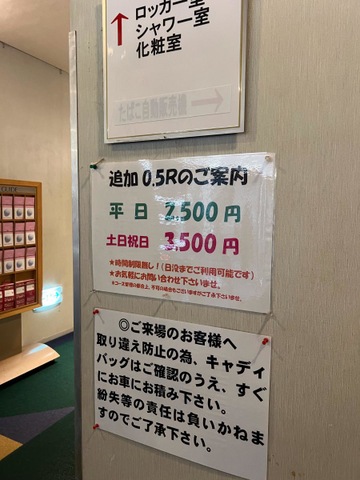 ロッカー室
シャワー室
化粧室
たばこ自動販売機
追加 0.5Rのご案内
平 日 2,500円
土日祝日 3,500円
★時間制限無し！(日没までご利用可能です)
★お気軽にお問い合わせ下さいませ。
◎ご来場のお客様へ
取り違え防止の為、キャディ
バッグはご確認のうえ、すぐ
にお車にお積み下さい。
紛失等の責任は負いかねま
すのでご了承下さい。